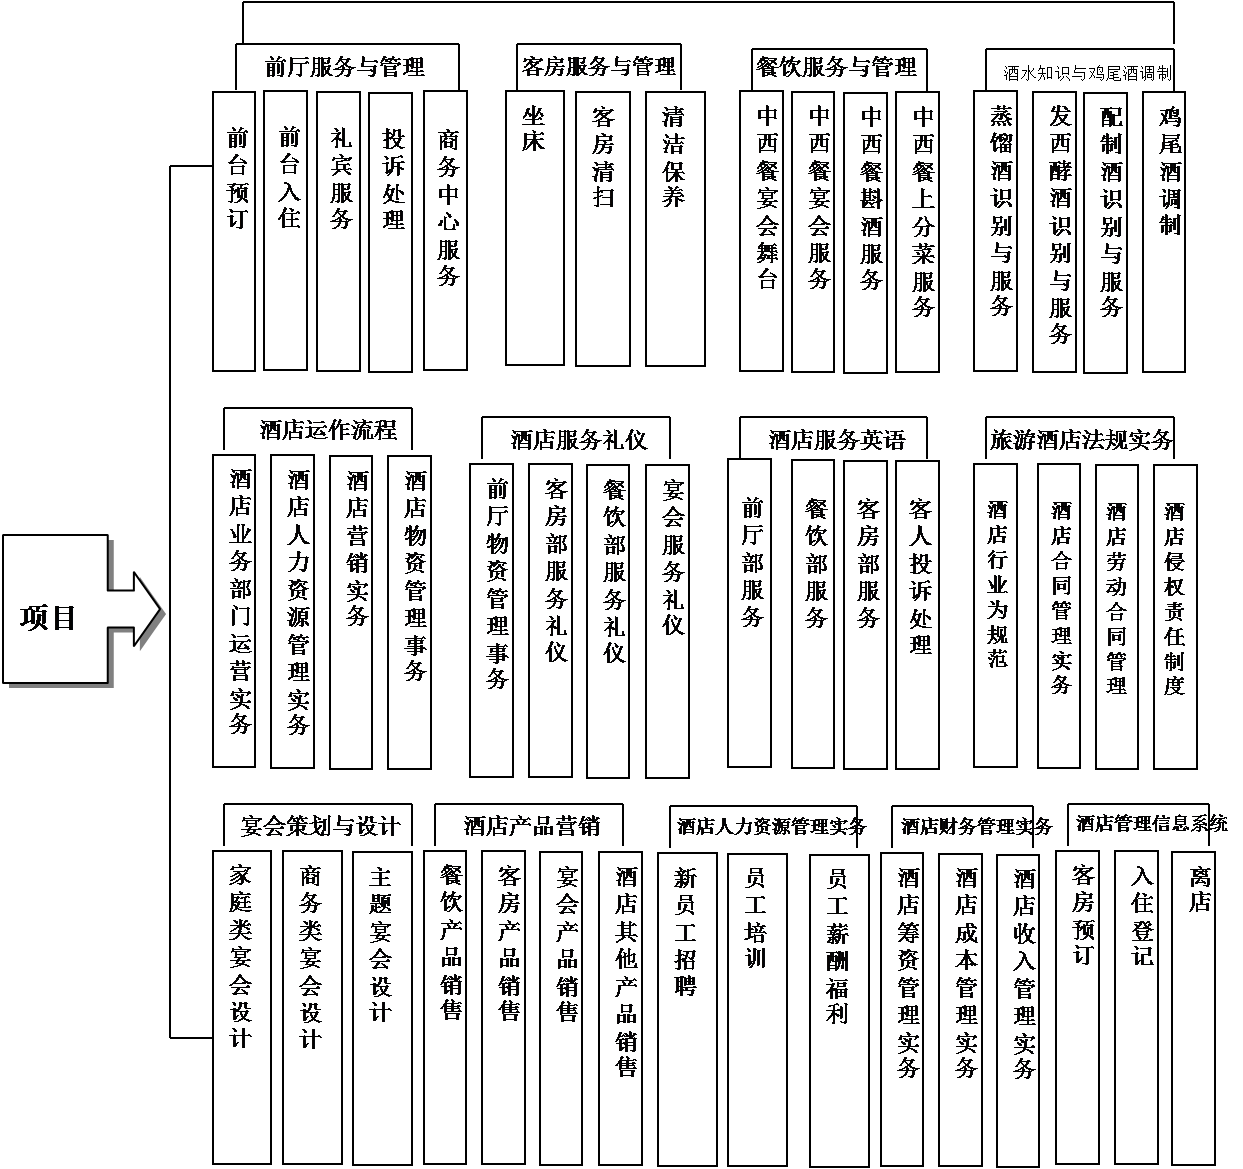 前厅服务与管理
前台预订
前台入住
礼宾服务
投诉处理
商务中心服务
客房服务与管理
坐床
客房清扫
清洁保养
餐饮服务与管理
中西餐宴会舞台
中西餐宴会服务
中西餐斟酒服务
中西餐上分菜服务
酒水知识与鸡尾酒调制
蒸馏酒识别与服务
发西酵酒识别与服务
配制酒识别与服务
鸡尾酒调制
项目
酒店运作流程
酒店业务部门运营实务
酒店人力资源管理实务
酒店营销实务
酒店物资管理事务
酒店服务礼仪
前厅物资管理事务
客房部服务礼仪
餐饮部服务礼仪
宴会服务礼仪
酒店服务英语
前厅部服务
餐饮部服务
客房部服务
客人投诉处理
旅游酒店法规实务
酒店行业为规范
酒店合同管理实务
酒店劳动合同管理
酒店侵权责任制度
宴会策划与设计
家庭类宴会设计
商务类宴会设计
主题宴会设计
酒店产品营销
餐饮产品销售
客房产品销售
宴会产品销售
酒店其他产品销售
酒店人力资源管理实务
新员工招聘
员工培训
员工薪酬福利
酒店财务管理实务
酒店筹资管理实务
酒店成本管理实务
酒店收入管理实务
酒店管理信息系统
客房预订
入住登记
离店